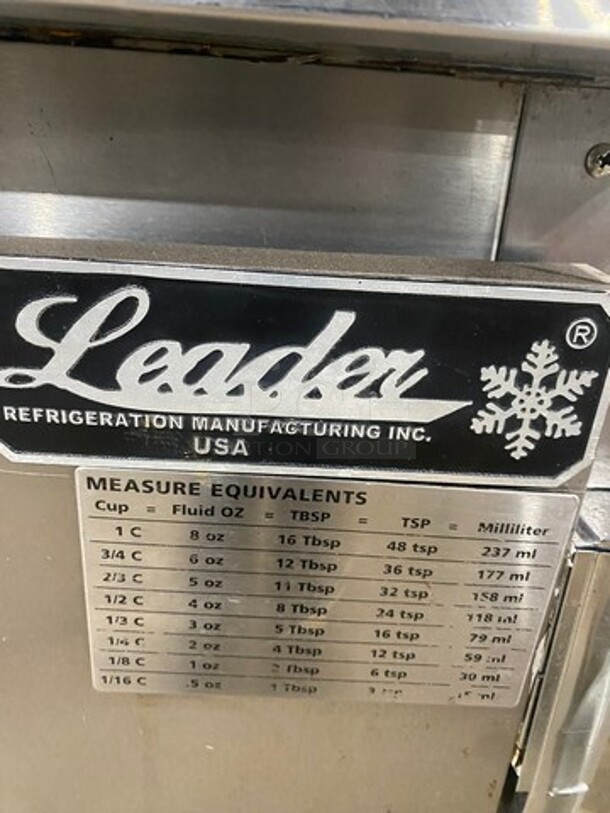 Leader ®
REFRIGERATION MANUFACTURING INC.
USA
MEASURE EQUIVALENTS
Cup = Fluid OZ = TBSP = TSP = Milliliter
1 C 8 oz 16 Tbsp 48 tsp 237 ml
3/4 C 6 oz 12 Tbsp 36 tsp 177 ml
2/3 C 5 oz 11 Tbsp 32 tsp 158 ml
1/2 C 4 oz 8 Tbsp 24 tsp 118 ml
1/3 C 3 oz 5 Tbsp 16 tsp 79 ml
1/4 C 2 oz 4 Tbsp 12 tsp 59 ml
1/8 C 1 oz 2 Tbsp 6 tsp 30 ml
1/16 C .5 oz 1 Tbsp 3 ml